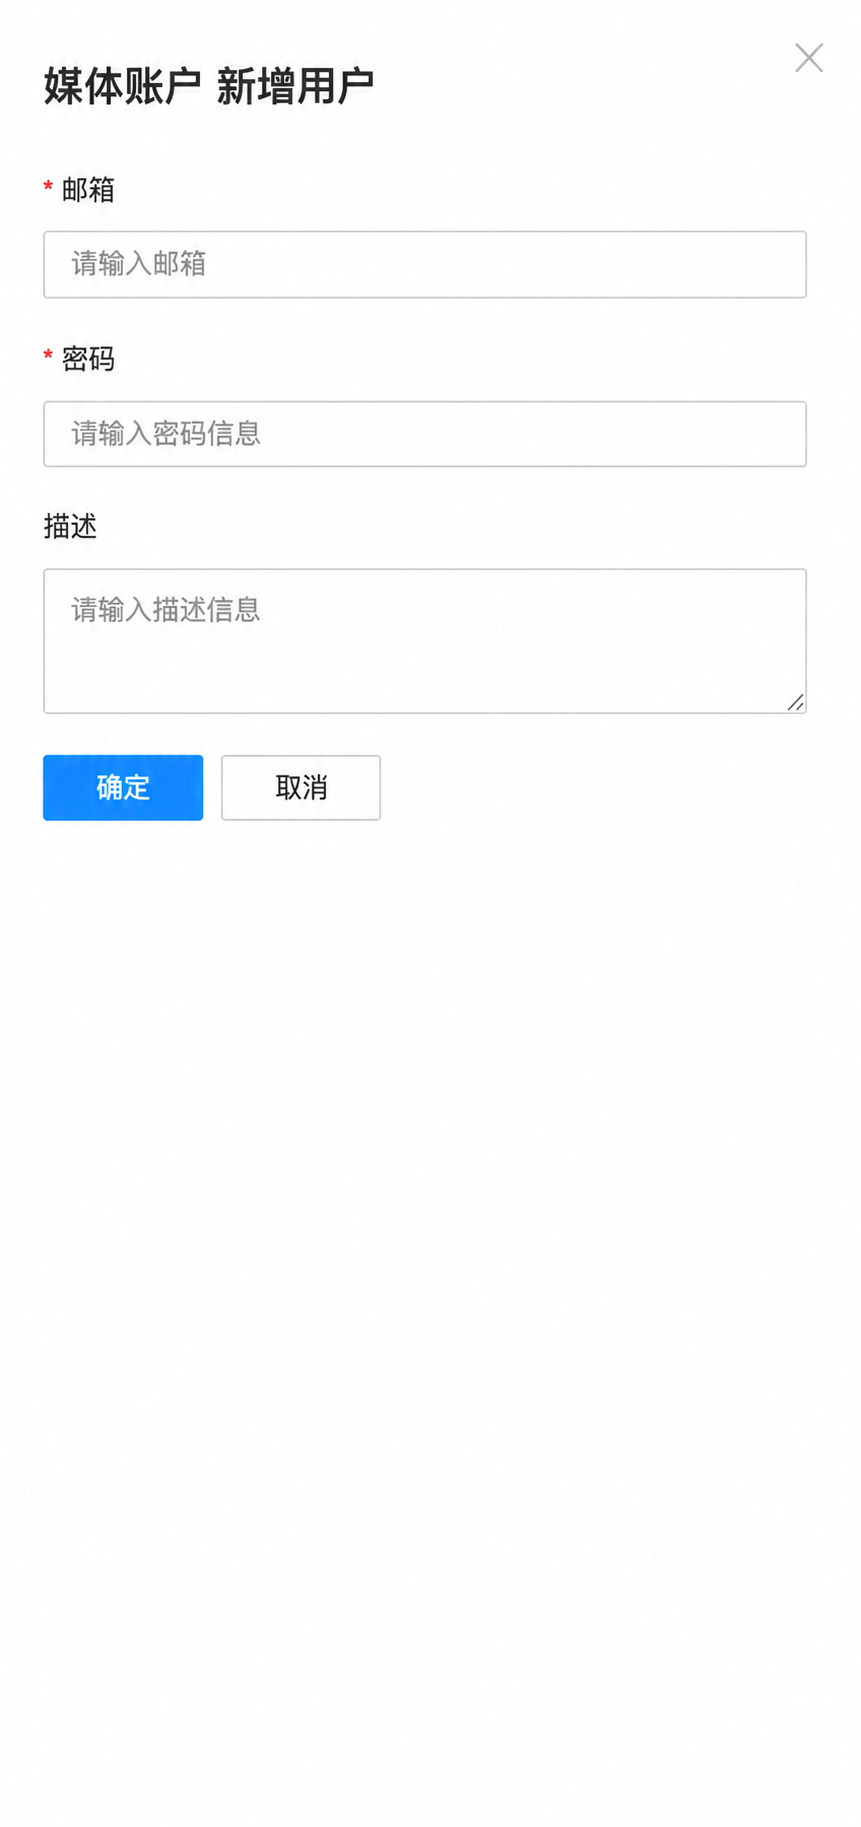 媒体账户 新增用户
* 邮箱
请输入邮箱
* 密码
请输入密码信息
描述
请输入描述信息
确定 取消